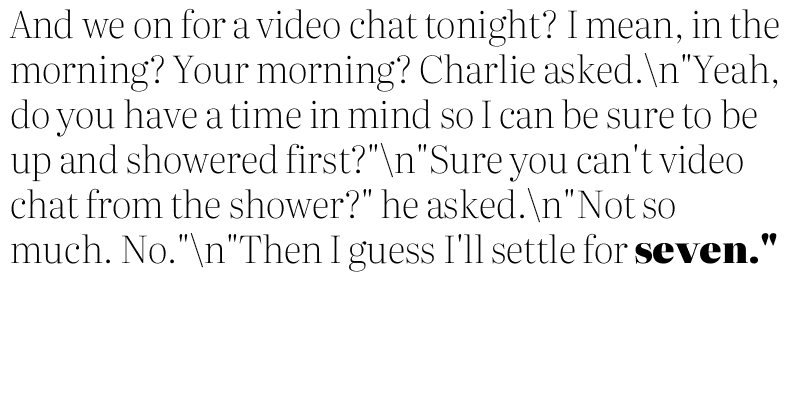 And we on for a video chat tonight? I mean, in the
morning? Your morning? Charlie asked.\n"Yeah,
do you have a time in mind so I can be sure to be
up and showered first?"\n"Sure you can't video
chat from the shower?" he asked.\n"Not so
much. No."\n"Then I guess I'll settle for seven."